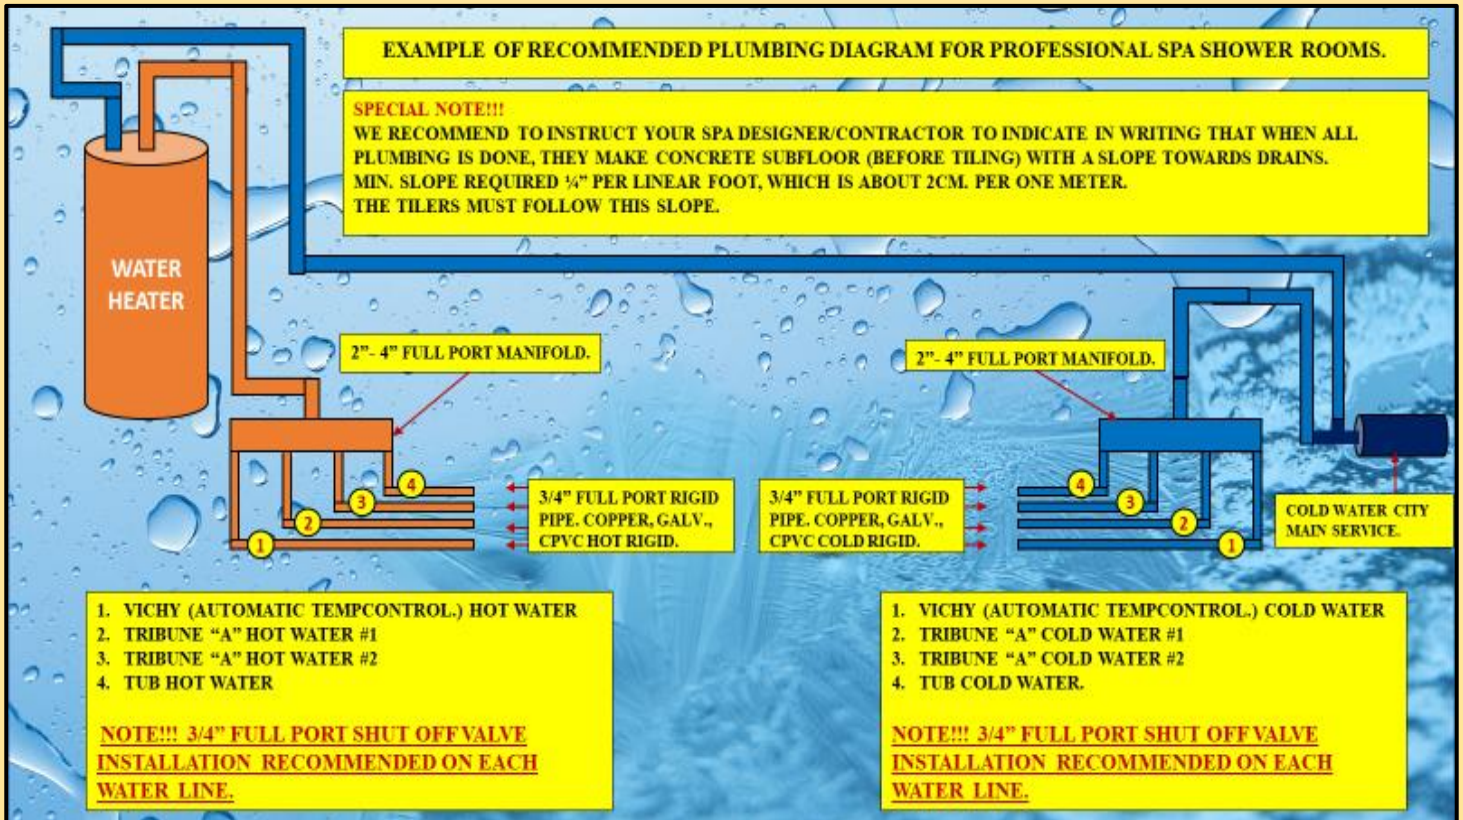 EXAMPLE OF RECOMMENDED PLUMBING DIAGRAM FOR PROFESSIONAL SPA SHOWER ROOMS.
SPECIAL NOTE!!!
WE RECOMMEND TO INSTRUCT YOUR SPA DESIGNER/CONTRACTOR TO INDICATE IN WRITING THAT WHEN ALL
PLUMBING IS DONE, THEY MAKE CONCRETE SUBFLOOR (BEFORE TILING) WITH A SLOPE TOWARDS DRAINS.
MIN. SLOPE REQUIRED ¼” PER LINEAR FOOT, WHICH IS ABOUT 2CM. PER ONE METER.
THE TILERS MUST FOLLOW THIS SLOPE.
WATER
HEATER
2”- 4” FULL PORT MANIFOLD.
2”- 4” FULL PORT MANIFOLD.
4
3
2
1
3/4” FULL PORT RIGID
PIPE. COPPER, GALV.,
CPVC HOT RIGID.
3/4” FULL PORT RIGID
PIPE. COPPER, GALV.,
CPVC COLD RIGID.
4
3
2
1
COLD WATER CITY
MAIN SERVICE.
1. VICHY (AUTOMATIC TEMPCONTROL.) HOT WATER
2. TRIBUNE “A” HOT WATER #1
3. TRIBUNE “A” HOT WATER #2
4. TUB HOT WATER
NOTE!!! 3/4” FULL PORT SHUT OFF VALVE
INSTALLATION RECOMMENDED ON EACH
WATER LINE.
1. VICHY (AUTOMATIC TEMPCONTROL.) COLD WATER
2. TRIBUNE “A” COLD WATER #1
3. TRIBUNE “A” COLD WATER #2
4. TUB COLD WATER.
NOTE!!! 3/4” FULL PORT SHUT OFF VALVE
INSTALLATION RECOMMENDED ON EACH
WATER LINE.